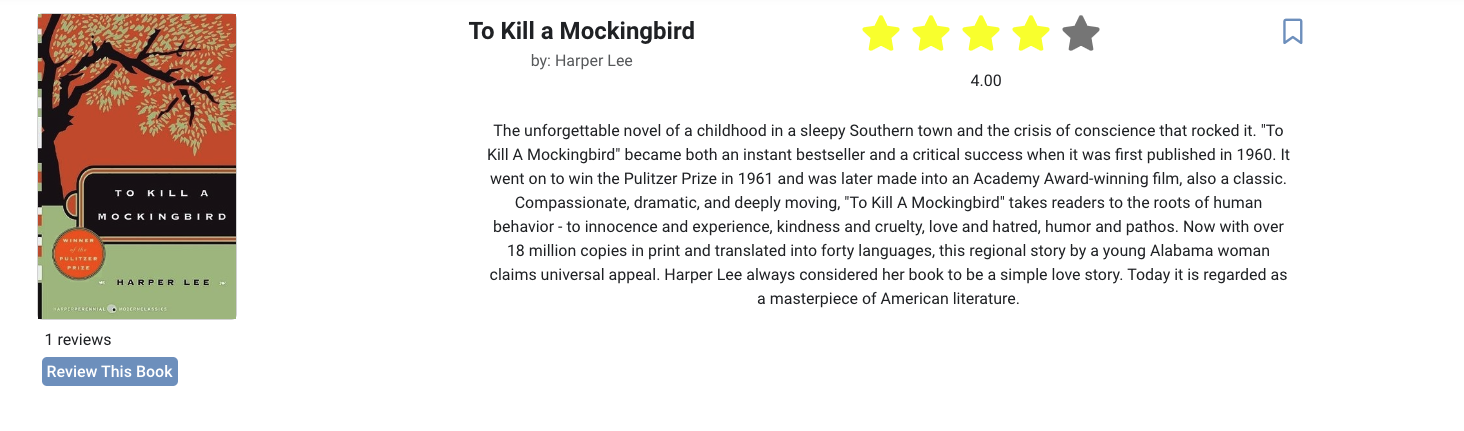 TO KILL A
MOCKINGBIRD
WINNER
of the
PULITZER
PRIZE
HARPER LEE
HARPERPERENNIAL MODERNCLASSICS
1 reviews
Review This Book
To Kill a Mockingbird
by: Harper Lee
4.00
The unforgettable novel of a childhood in a sleepy Southern town and the crisis of conscience that rocked it. "To
Kill A Mockingbird" became both an instant bestseller and a critical success when it was first published in 1960. It
went on to win the Pulitzer Prize in 1961 and was later made into an Academy Award-winning film, also a classic.
Compassionate, dramatic, and deeply moving, "To Kill A Mockingbird" takes readers to the roots of human
behavior - to innocence and experience, kindness and cruelty, love and hatred, humor and pathos. Now with over
18 million copies in print and translated into forty languages, this regional story by a young Alabama woman
claims universal appeal. Harper Lee always considered her book to be a simple love story. Today it is regarded as
a masterpiece of American literature.